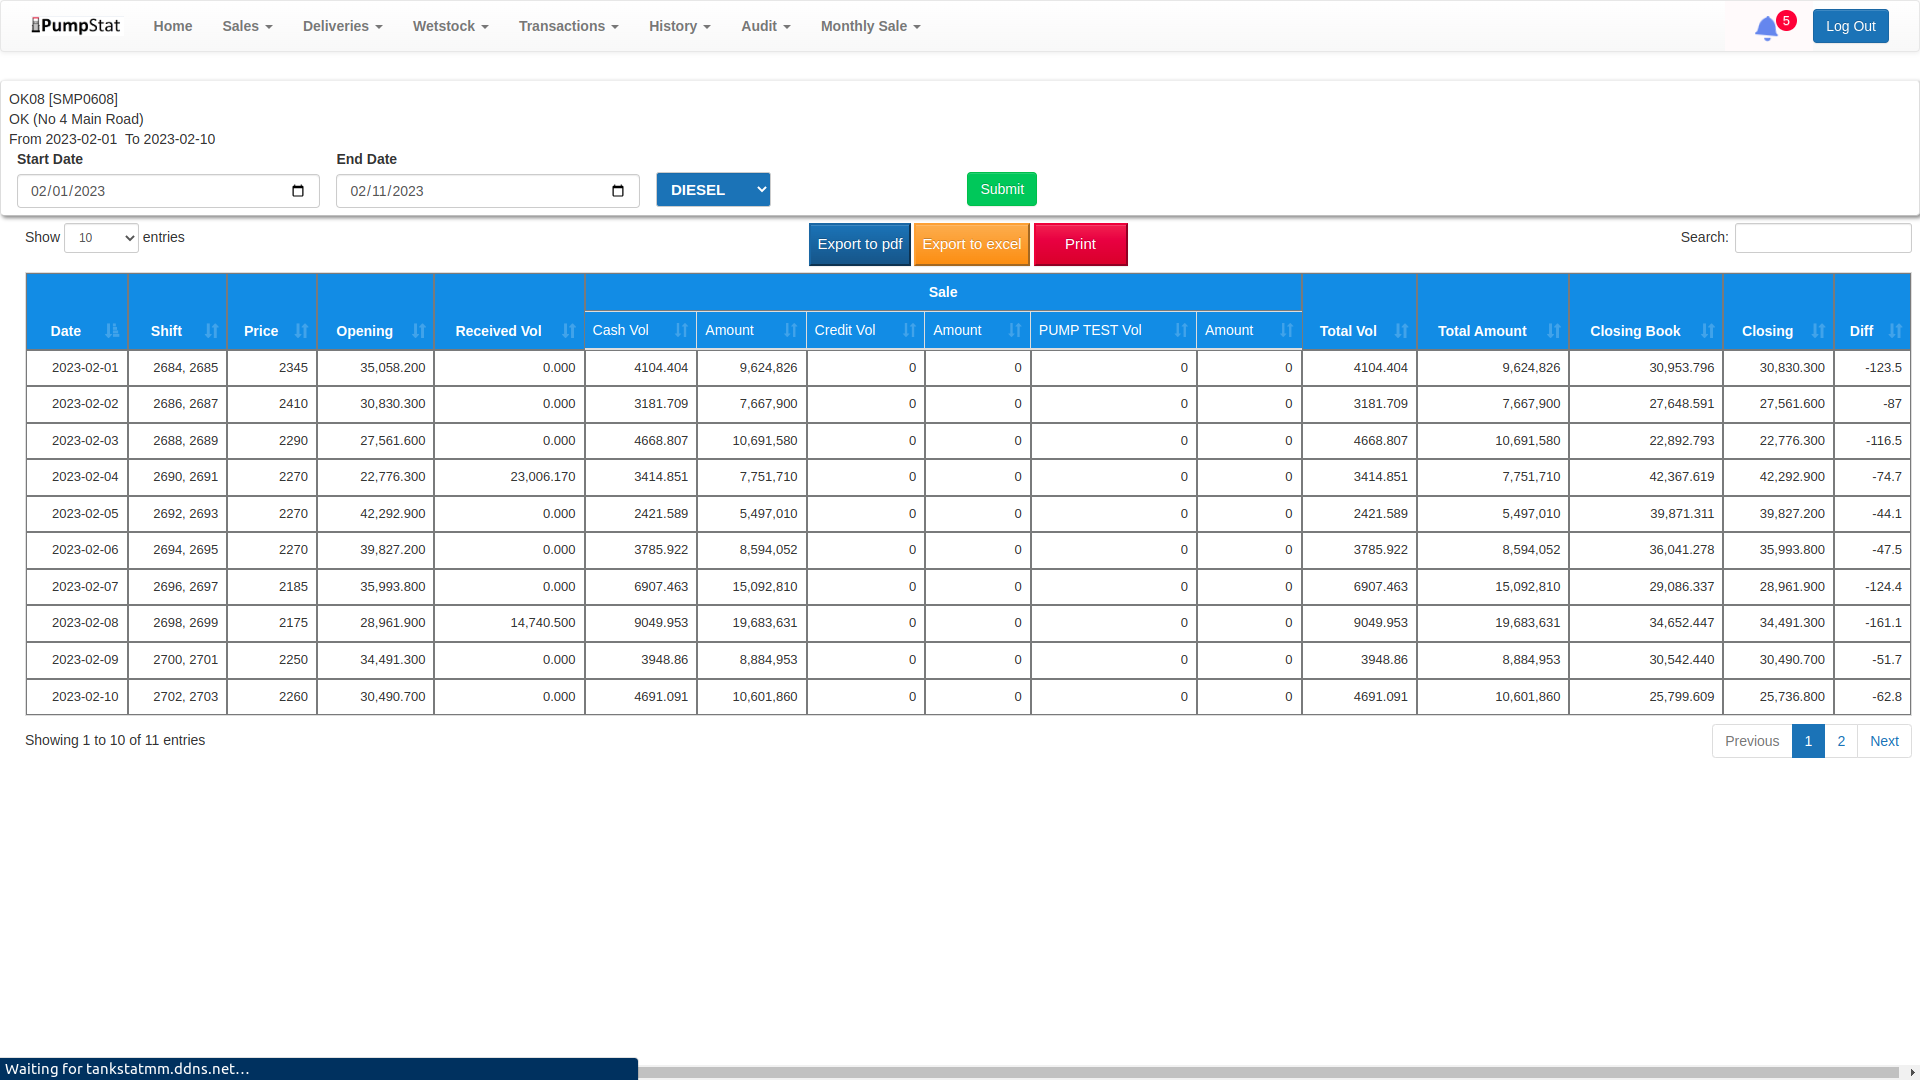 PumpStat Home Sales Deliveries Wetstock Transactions History Audit Monthly Sale 5 Log Out
OK08 [SMP0608]
OK (No 4 Main Road)
From 2023-02-01 To 2023-02-10
Start Date End Date
02/01/2023 02/11/2023 DIESEL Submit
Show 10 entries Export to pdf Export to excel Print Search:
Sale
Date Shift Price Opening Received Vol Cash Vol Amount Credit Vol Amount PUMP TEST Vol Amount Total Vol Total Amount Closing Book Closing Diff
2023-02-01 2684, 2685 2345 35,058.200 0.000 4104.404 9,624,826 0 0 0 0 4104.404 9,624,826 30,953.796 30,830.300 -123.5
2023-02-02 2686, 2687 2410 30,830.300 0.000 3181.709 7,667,900 0 0 0 0 3181.709 7,667,900 27,648.591 27,561.600 -87
2023-02-03 2688, 2689 2290 27,561.600 0.000 4668.807 10,691,580 0 0 0 0 4668.807 10,691,580 22,892.793 22,776.300 -116.5
2023-02-04 2690, 2691 2270 22,776.300 23,006.170 3414.851 7,751,710 0 0 0 0 3414.851 7,751,710 42,367.619 42,292.900 -74.7
2023-02-05 2692, 2693 2270 42,292.900 0.000 2421.589 5,497,010 0 0 0 0 2421.589 5,497,010 39,871.311 39,827.200 -44.1
2023-02-06 2694, 2695 2270 39,827.200 0.000 3785.922 8,594,052 0 0 0 0 3785.922 8,594,052 36,041.278 35,993.800 -47.5
2023-02-07 2696, 2697 2185 35,993.800 0.000 6907.463 15,092,810 0 0 0 0 6907.463 15,092,810 29,086.337 28,961.900 -124.4
2023-02-08 2698, 2699 2175 28,961.900 14,740.500 9049.953 19,683,631 0 0 0 0 9049.953 19,683,631 34,652.447 34,491.300 -161.1
2023-02-09 2700, 2701 2250 34,491.300 0.000 3948.86 8,884,953 0 0 0 0 3948.86 8,884,953 30,542.440 30,490.700 -51.7
2023-02-10 2702, 2703 2260 30,490.700 0.000 4691.091 10,601,860 0 0 0 0 4691.091 10,601,860 25,799.609 25,736.800 -62.8
Showing 1 to 10 of 11 entries Previous 1 2 Next
Waiting for tankstatmm.ddns.net…